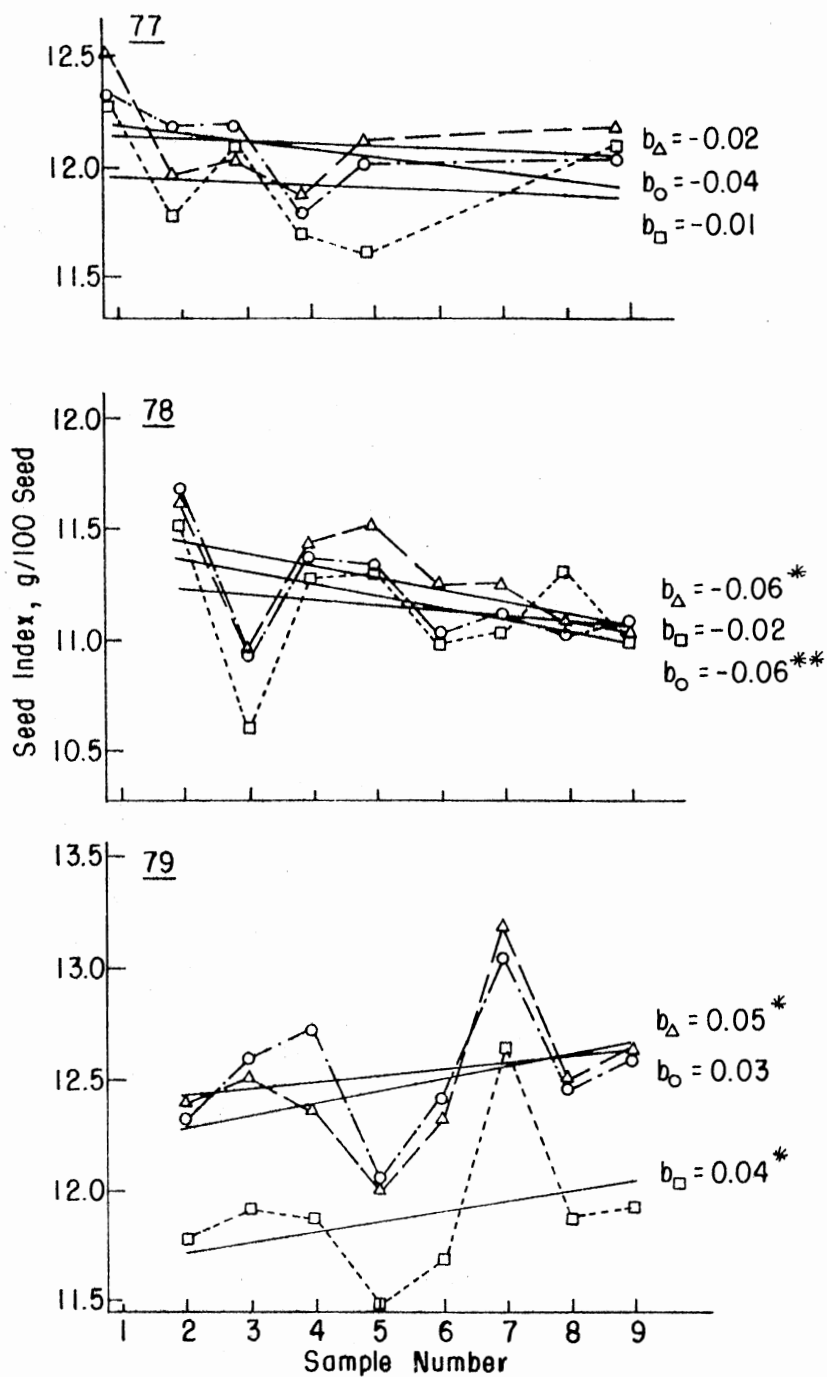 77
12.5
12.0
11.5
b△ = -0.02
b○ = -0.04
b□ = -0.01
Seed Index, g/100 Seed
78
12.0
11.5
11.0
10.5
b△ = -0.06*
b□ = -0.02
b○ = -0.06**
79
13.5
13.0
12.5
12.0
11.5
b△ = 0.05*
b○ = 0.03
b□ = 0.04*
1 2 3 4 5 6 7 8 9
Sample Number